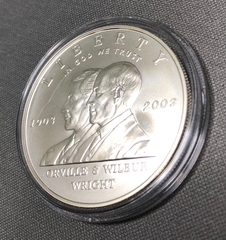 LIBERTY
IN GOD WE TRUST
1903 2003
ORVILLE & WILBUR
WRIGHT